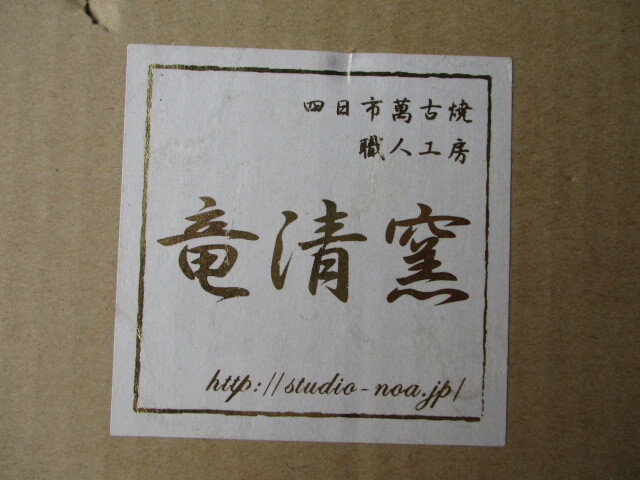 四日市萬古焼
職人工房
竜清窯
http://studio-noa.jp/